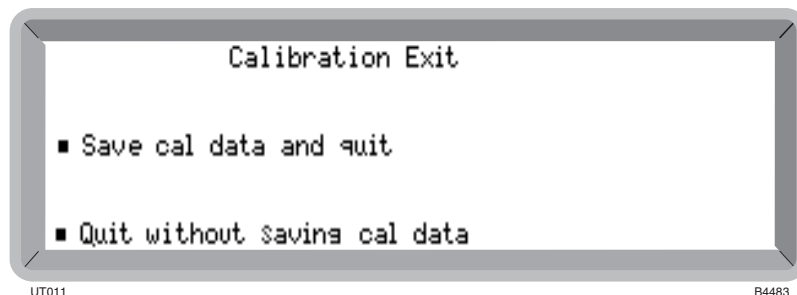 Calibration Exit
▪ Save cal data and quit
▪ Quit without saving cal data
UT011 B4483